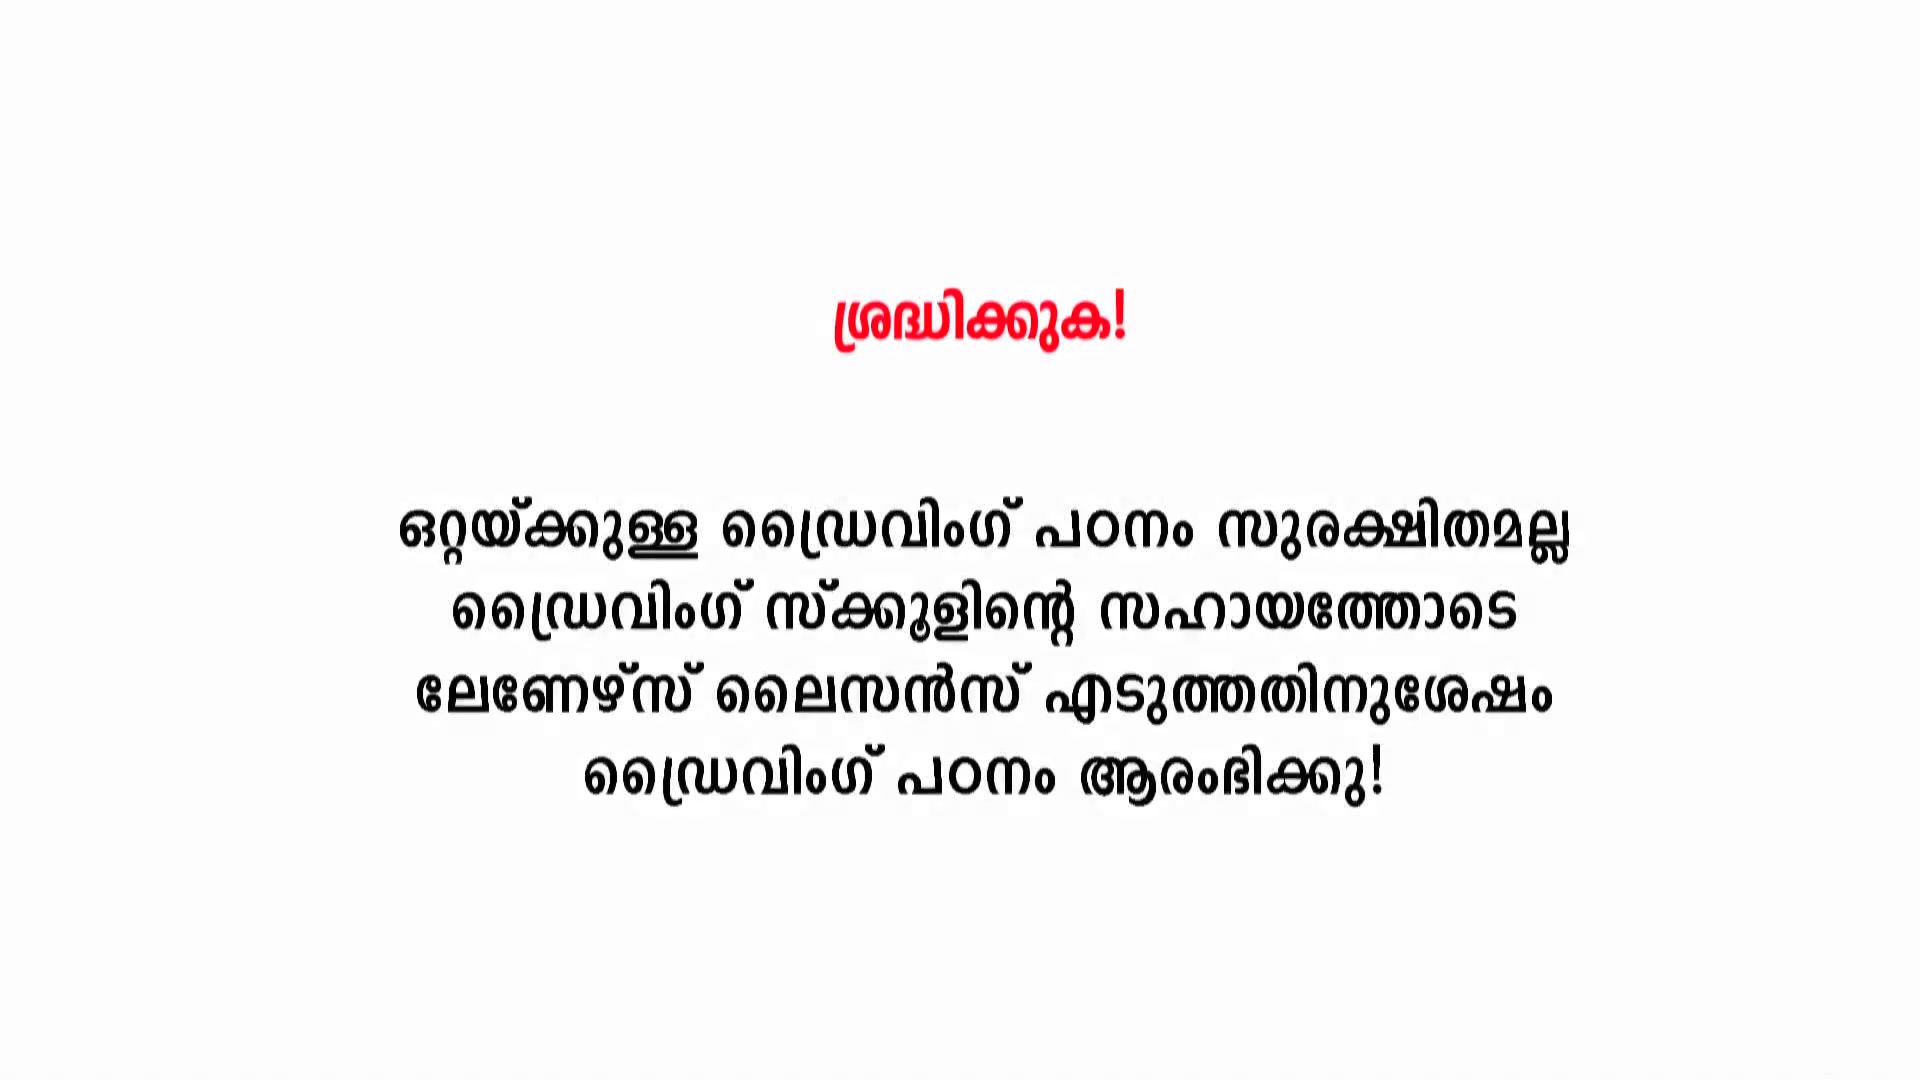 ശ്രദ്ധിക്കുക!
ഒറ്റയ്ക്കുള്ള ഡ്രൈവിംഗ് പഠനം സുരക്ഷിതമല്ല
ഡ്രൈവിംഗ് സ്ക്കൂളിന്റെ സഹായത്തോടെ
ലേണേഴ്സ് ലൈസൻസ് എടുത്തതിനുശേഷം
ഡ്രൈവിംഗ് പഠനം ആരംഭിക്കു!